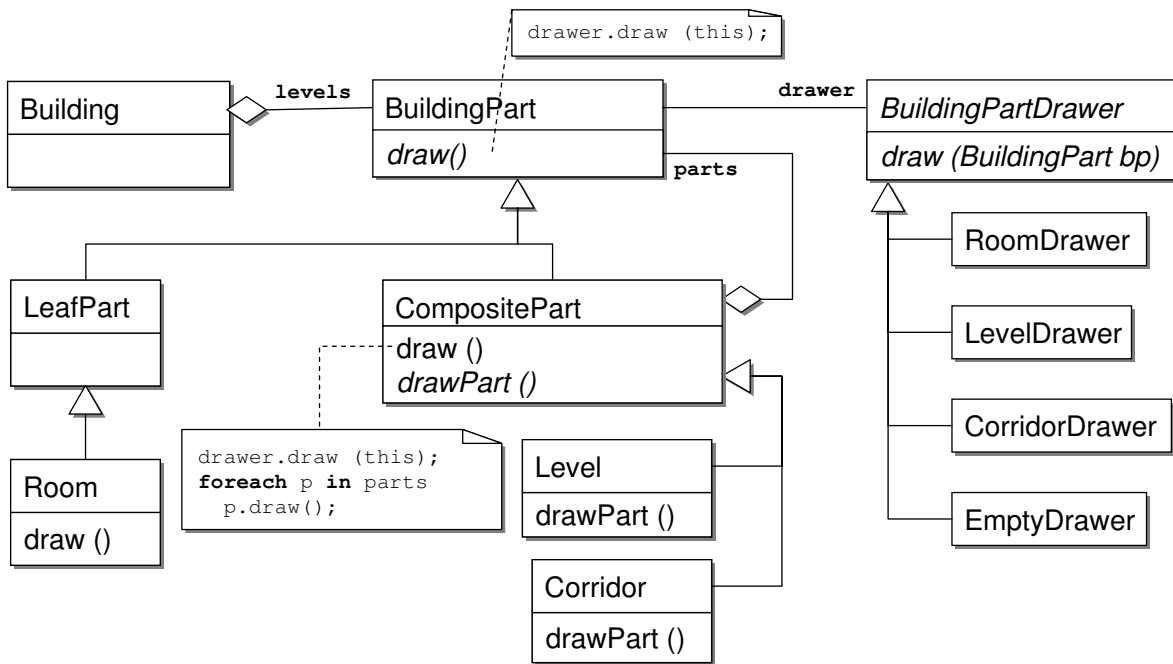 drawer.draw (this);
Building
levels
BuildingPart
draw()
drawer
BuildingPartDrawer
draw (BuildingPart bp)
parts
RoomDrawer
LevelDrawer
CorridorDrawer
EmptyDrawer
LeafPart
CompositePart
draw ()
drawPart ()
Room
draw ()
drawer.draw (this);
foreach p in parts
p.draw();
Level
drawPart ()
Corridor
drawPart ()